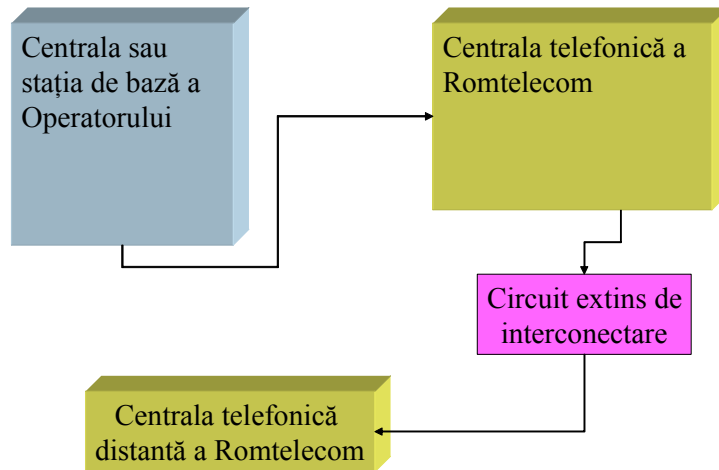 Centrala sau
stația de bază a
Operatorului
Centrala telefonică a
Romtelecom
Circuit extins de
interconectare
Centrala telefonică
distantă a Romtelecom